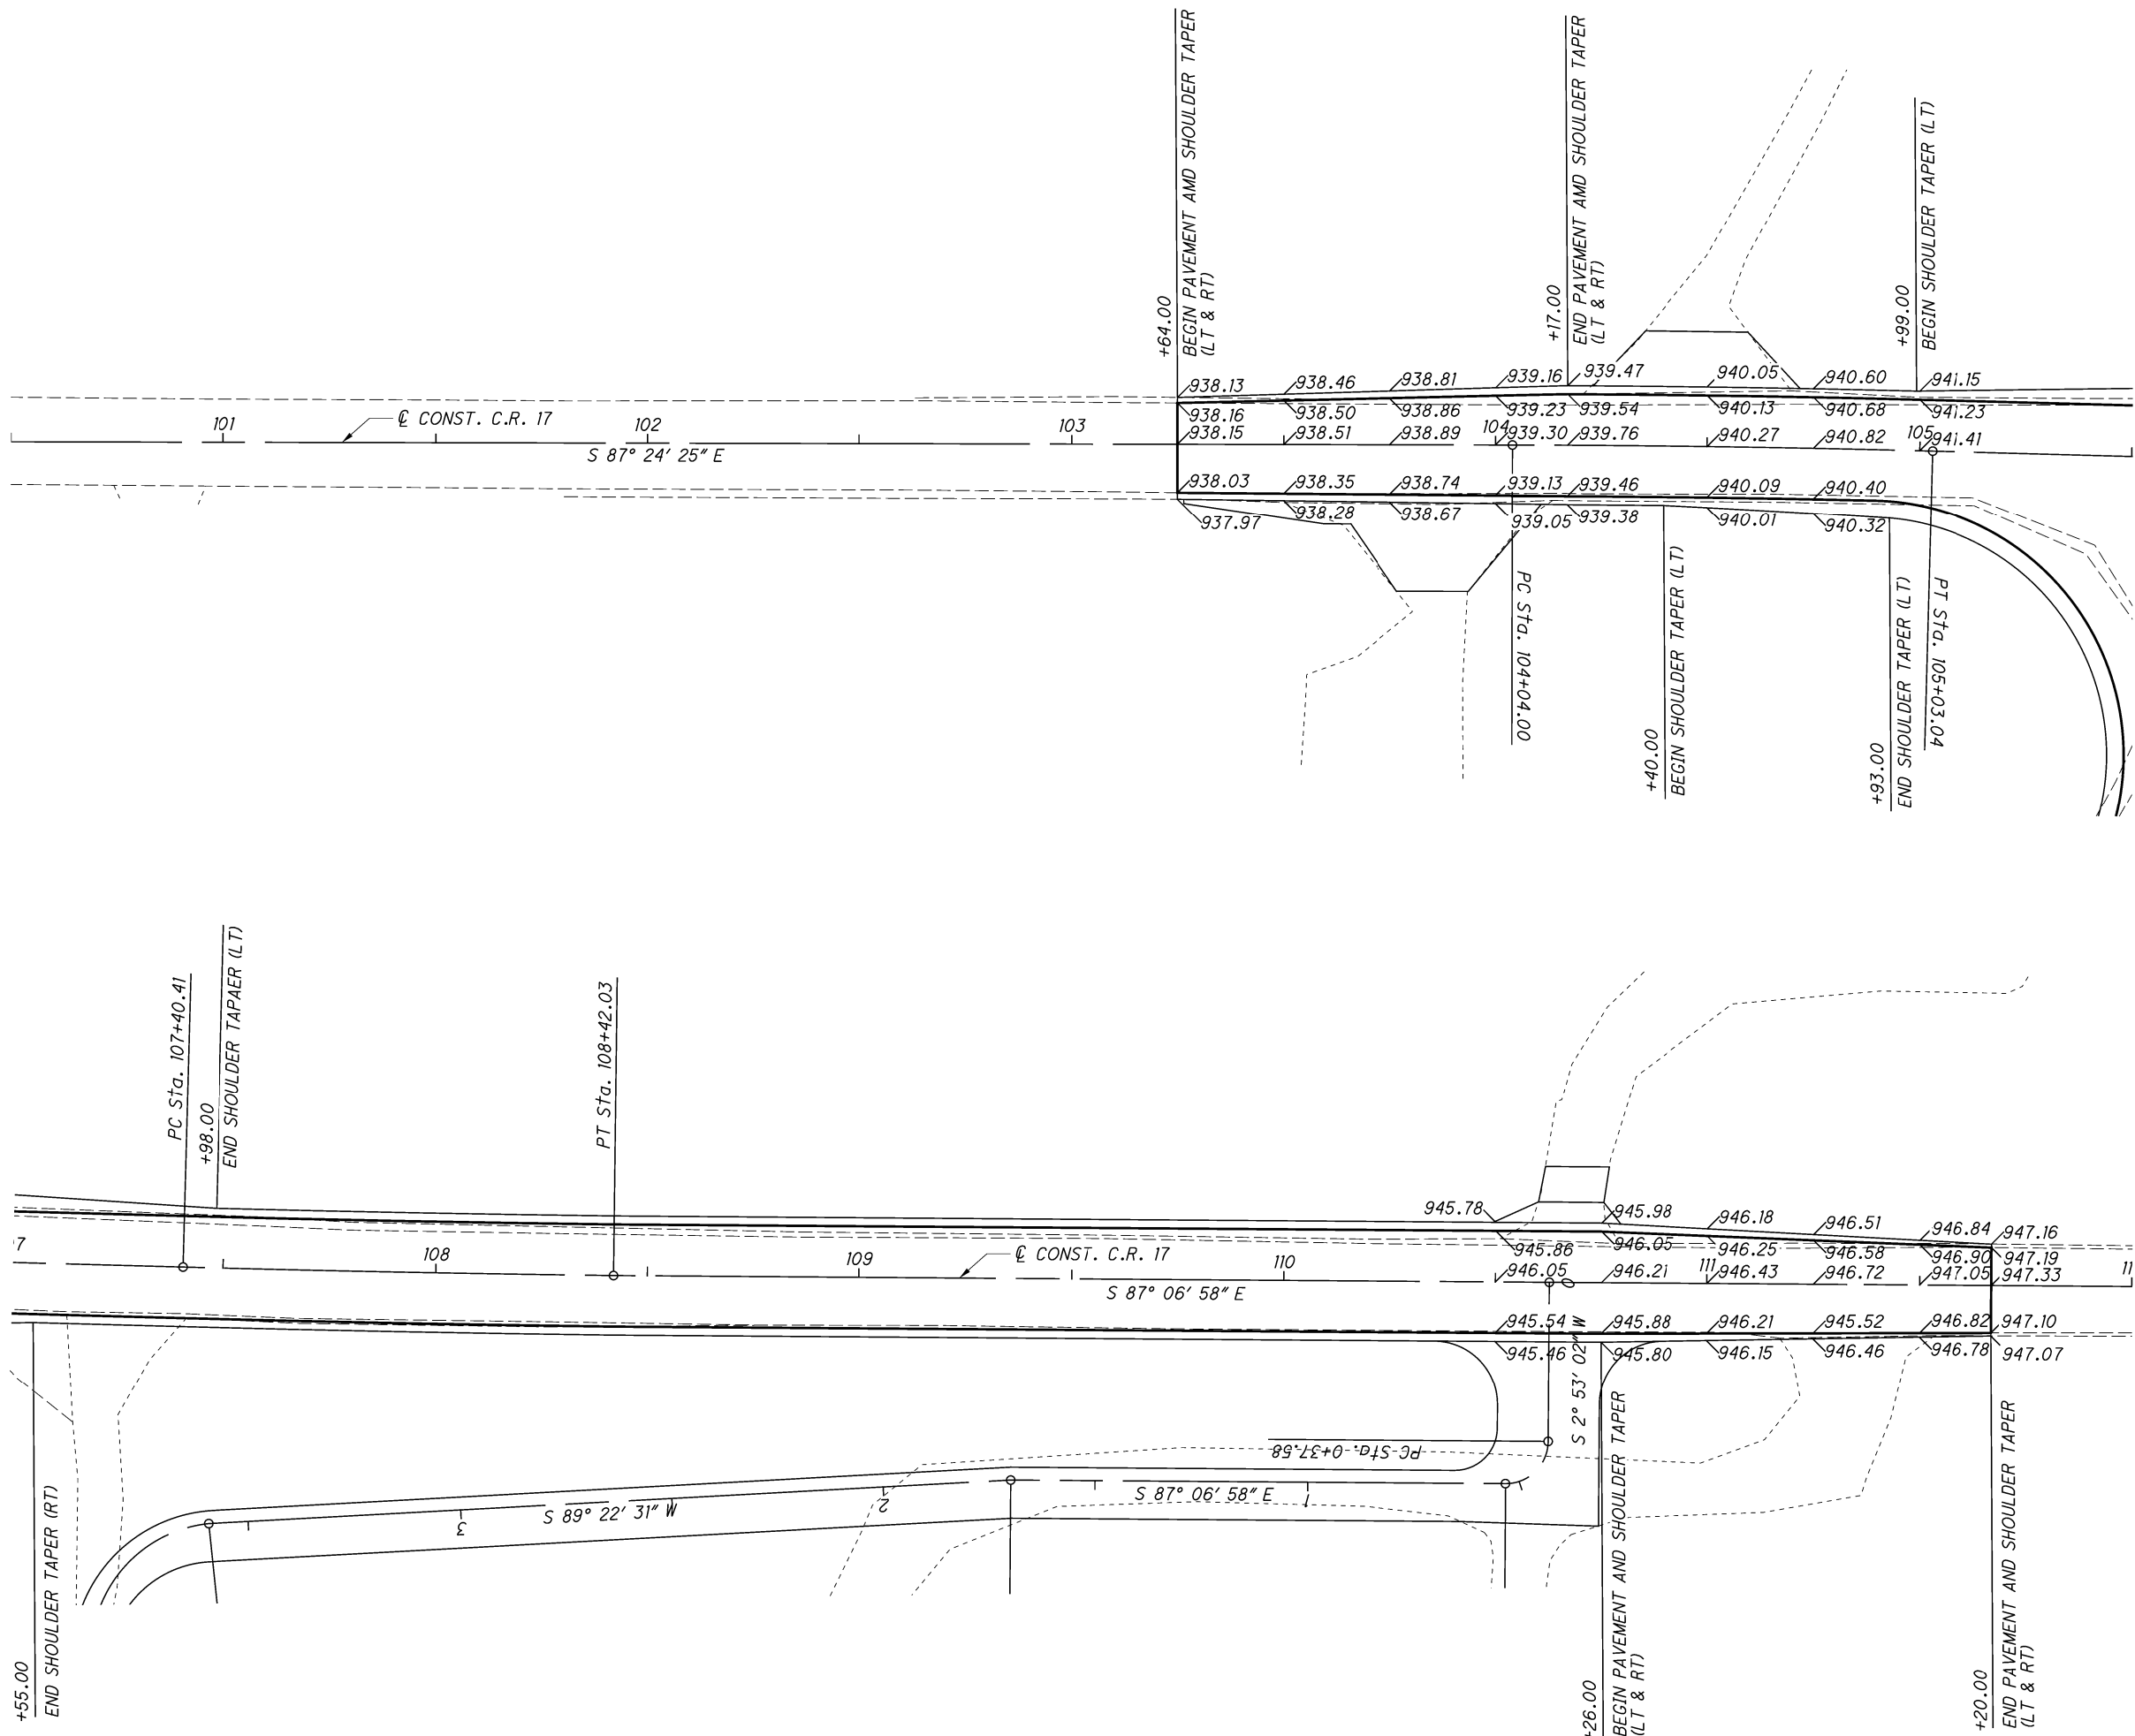 +64.00
BEGIN PAVEMENT AMD SHOULDER TAPER
(LT & RT)
+17.00
END PAVEMENT AMD SHOULDER TAPER
(LT & RT)
+99.00
BEGIN SHOULDER TAPER (LT)
938.13 938.46 938.81 939.16 939.47 940.05 940.60 941.15
938.16 938.50 938.86 939.23 939.54 940.13 940.68 941.23
101 ℄ CONST. C.R. 17 102 103 104 105
938.15 938.51 938.89 939.30 939.76 940.27 940.82 941.41
S 87° 24' 25" E
938.03 938.35 938.74 939.13 939.46 940.09 940.40
937.97 938.28 938.67 939.05 939.38 940.01 940.32
PC Sta. 104+04.00
+40.00
BEGIN SHOULDER TAPER (LT)
+93.00
END SHOULDER TAPER (LT)
PT Sta. 105+03.04
PC Sta. 107+40.41
+98.00
END SHOULDER TAPAER (LT)
PT Sta. 108+42.03
945.78 945.98 946.18 946.51 946.84 947.16
945.86 946.05 946.25 946.58 946.90 947.19
7 108 109 ℄ CONST. C.R. 17 110 0 111 11
946.05 946.21 946.43 946.72 947.05 947.33
S 87° 06' 58" E
945.54 945.88 946.21 945.52 946.82 947.10
945.46 945.80 946.15 946.46 946.78 947.07
S 2° 53' 02" W
PC Sta. 0+37.58
S 87° 06' 58" E
1
2
S 89° 22' 31" W
3
+55.00
END SHOULDER TAPER (RT)
+26.00
BEGIN PAVEMENT AND SHOULDER TAPER
(LT & RT)
+20.00
END PAVEMENT AND SHOULDER TAPER
(LT & RT)